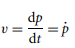 v = dp/dt = ṗ